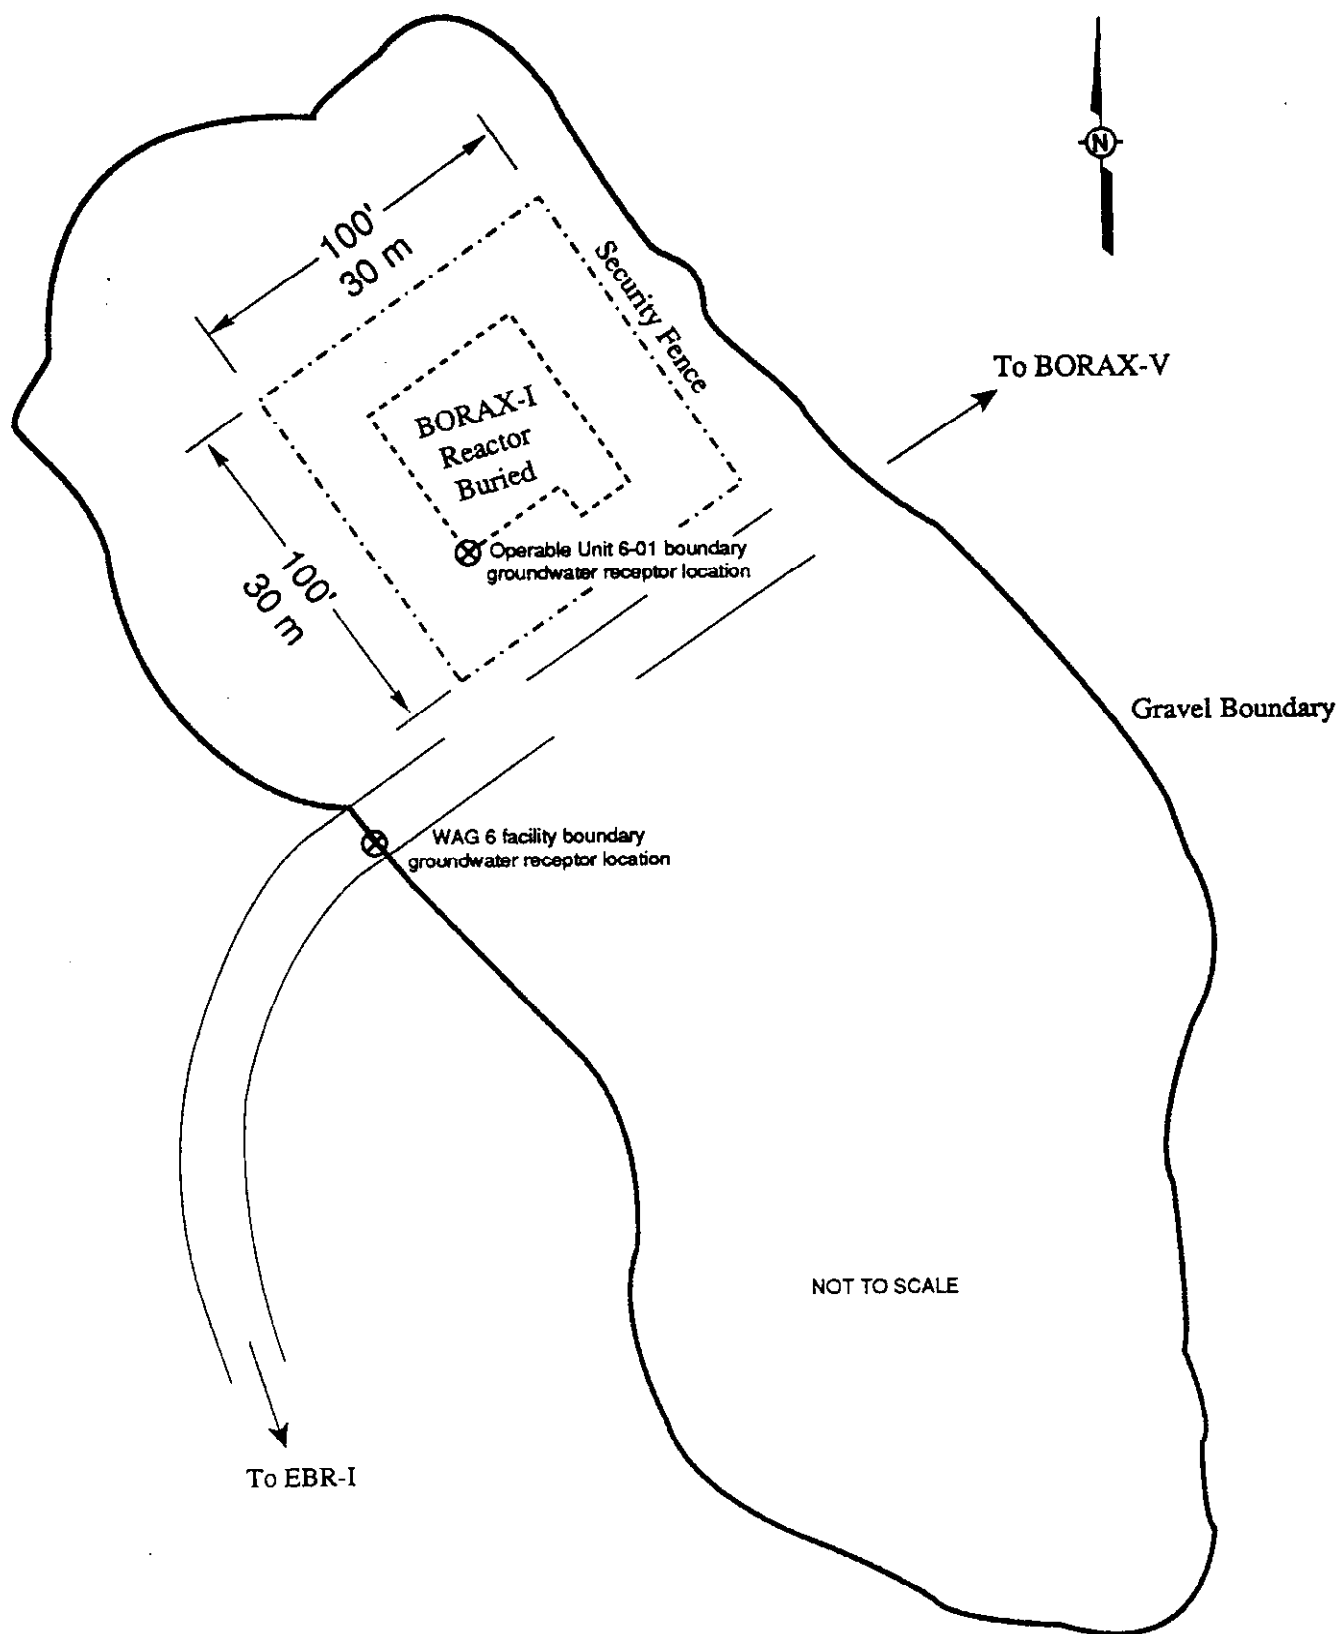 N
100'
30 m
Security Fence
To BORAX-V
BORAX-I
Reactor
Buried
Operable Unit 6-01 boundary
groundwater receptor location
100'
30 m
Gravel Boundary
WAG 6 facility boundary
groundwater receptor location
NOT TO SCALE
To EBR-I